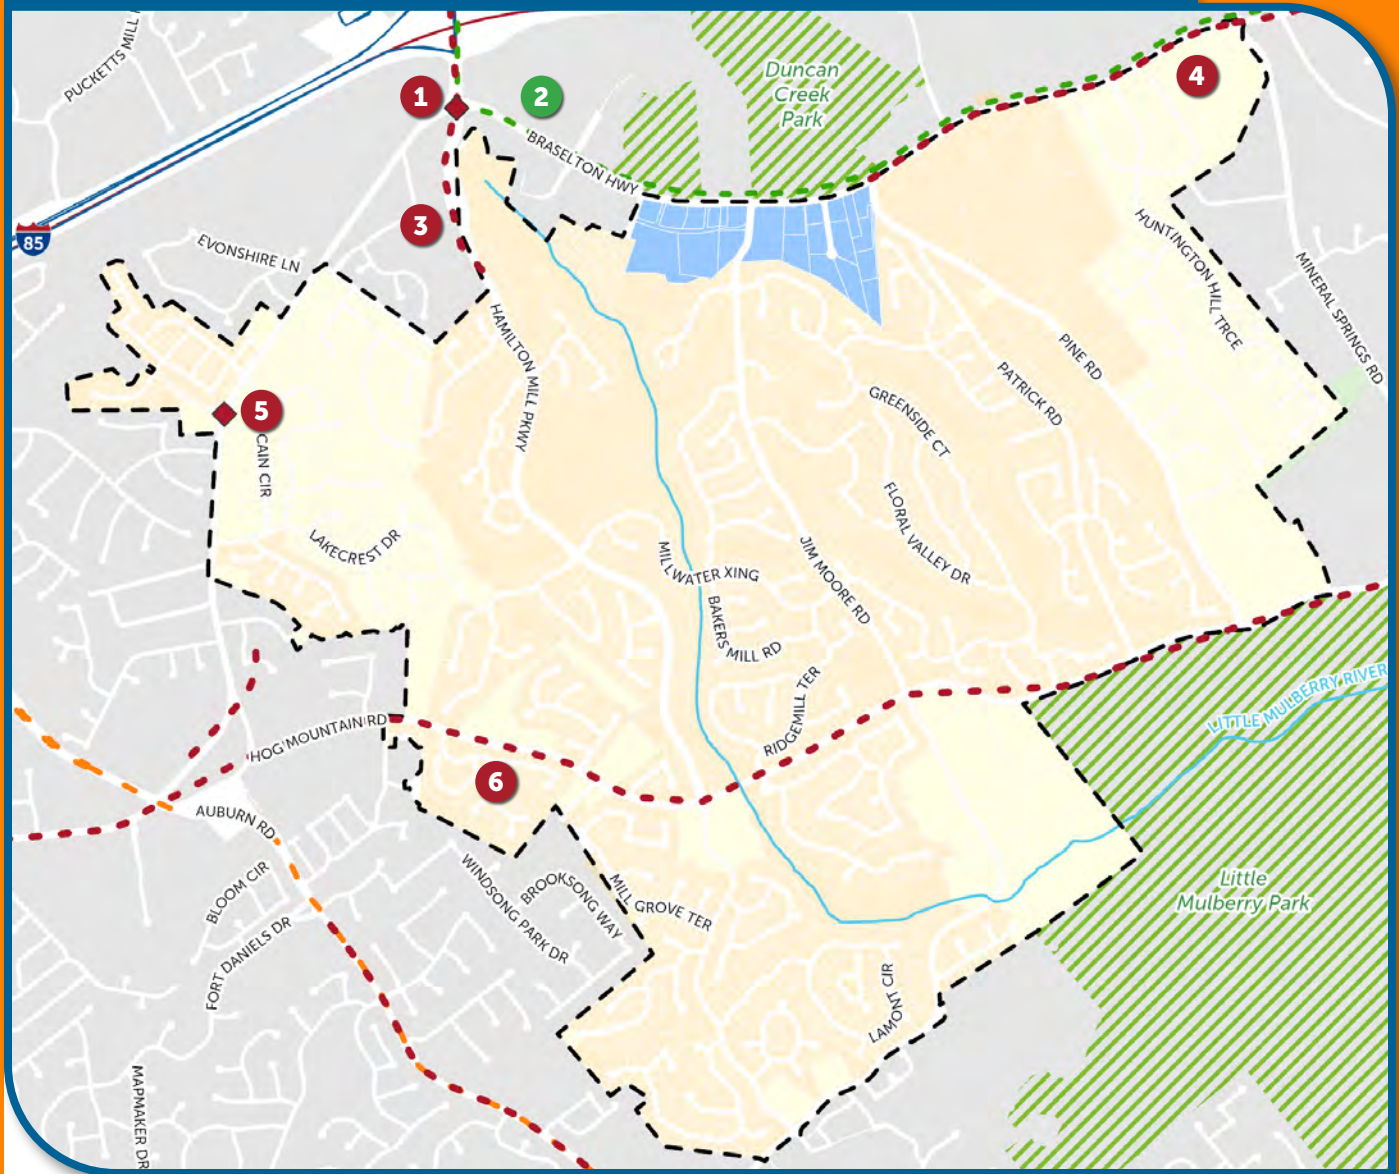 PUCKETTS MILL
1
2
Duncan
Creek
Park
4
BRASELTON HWY
3
85
EVONSHIRE LN
HUNTINGTON HILL TRCE
MINERAL SPRINGS RD
HAMILTON MILL PKWY
PINE RD
PATRICK RD
GREENSIDE CT
5
CAIN CIR
FLORAL VALLEY DR
LAKECREST DR
JIM MOORE RD
MILLWATER XING
BAKERS MILL RD
RIDGEMILL TER
LITTLE MULBERRY RIVER
HOG MOUNTAIN RD
6
AUBURN RD
BLOOM CIR
WINDSONG PARK DR
BROOKSONG WAY
MILL GROVE TER
Little
Mulberry Park
FORT DANIELS DR
LAMONT CIR
MAPMAKER DR